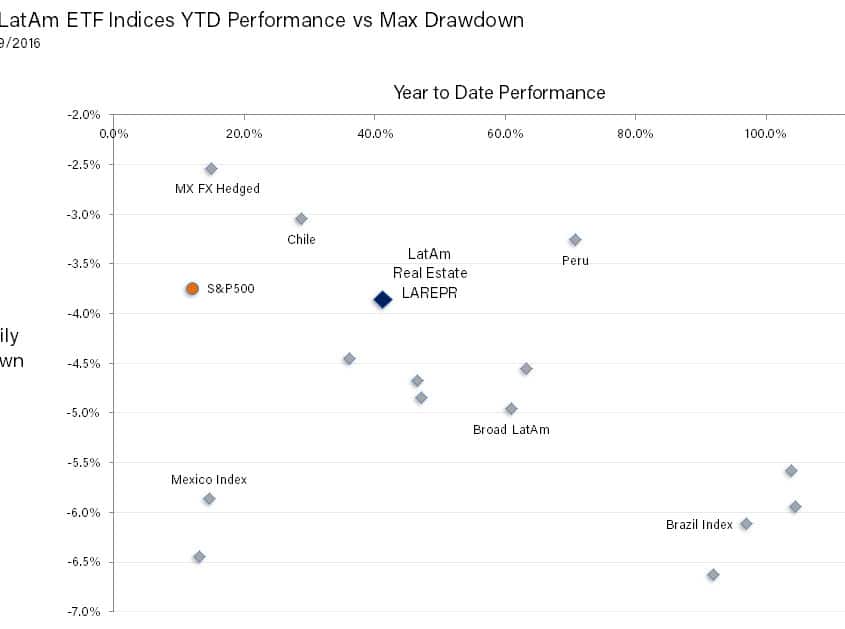 LatAm ETF Indices YTD Performance vs Max Drawdown
9/2016
Year to Date Performance
-2.0%
0.0% 20.0% 40.0% 60.0% 80.0% 100.0%
-2.5%
MX FX Hedged
-3.0%
Chile
LatAm
Real Estate
LAREPR
Peru
-3.5%
S&P500
-4.0%
ily
wn
-4.5%
-5.0%
Broad LatAm
-5.5%
Mexico Index
-6.0%
Brazil Index
-6.5%
-7.0%